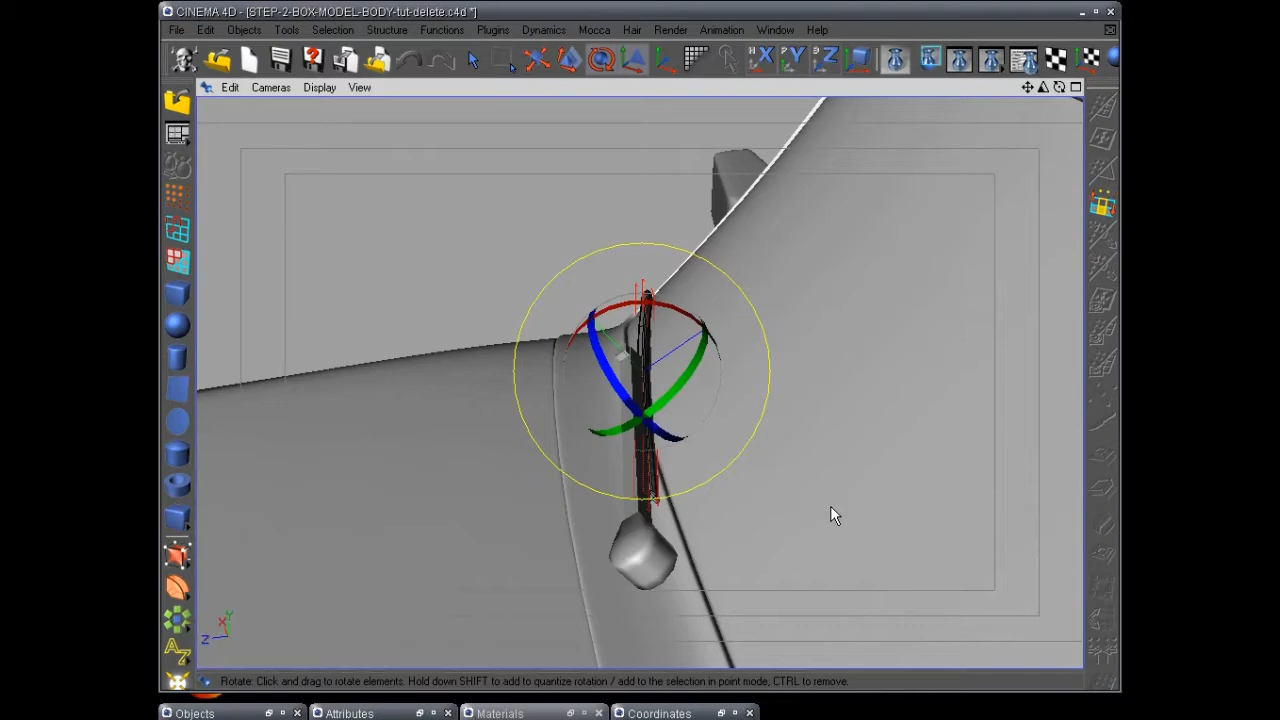 CINEMA 4D - [STEP-2-BOX-MODEL-BODY-tut-delete.c4d *]
File Edit Objects Tools Selection Structure Functions Plugins Dynamics Mocca Hair Render Animation Window Help
X Y Z
Edit Cameras Display View
A Z
Y X
Z
Rotate: Click and drag to rotate elements. Hold down SHIFT to add to quantize rotation / add to the selection in point mode, CTRL to remove.
Objects Attributes Materials Coordinates